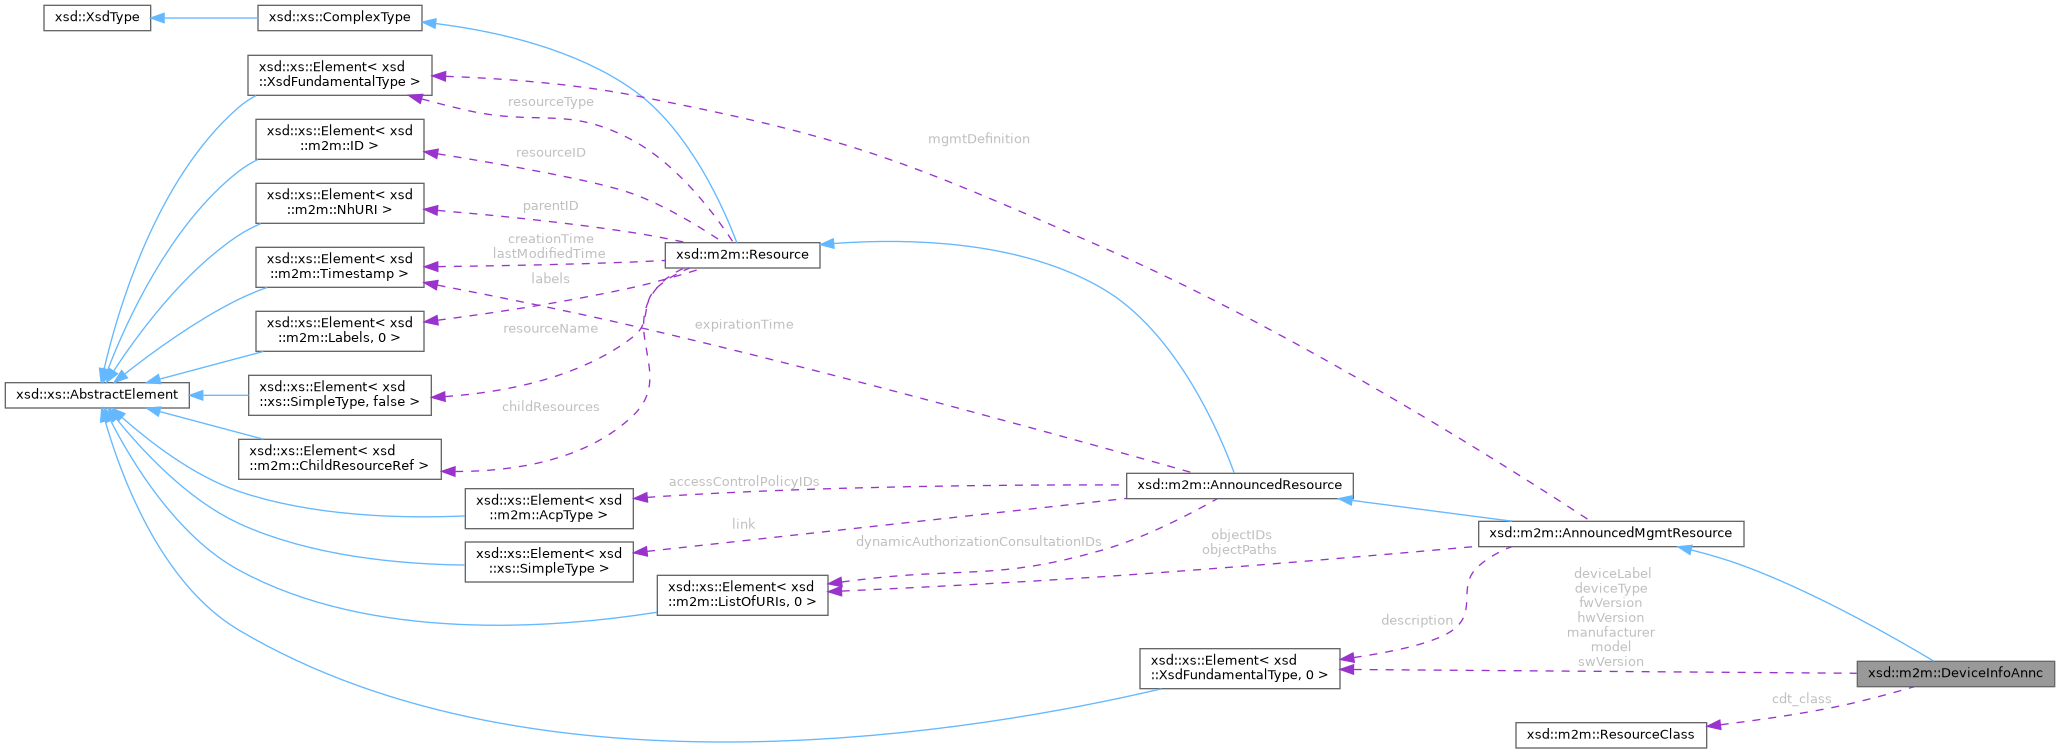 xsd::XsdType
xsd::xs::ComplexType
xsd::xs::Element< xsd
::XsdFundamentalType >
resourceType
xsd::xs::Element< xsd
::m2m::ID >
mgmtDefinition
resourceID
xsd::xs::Element< xsd
::m2m::NhURI >
parentID
creationTime
lastModifiedTime
xsd::m2m::Resource
xsd::xs::Element< xsd
::m2m::Timestamp >
labels
xsd::xs::Element< xsd
::m2m::Labels, 0 >
resourceName
expirationTime
xsd::xs::AbstractElement
xsd::xs::Element< xsd
::xs::SimpleType, false >
childResources
xsd::xs::Element< xsd
::m2m::ChildResourceRef >
accessControlPolicyIDs
xsd::m2m::AnnouncedResource
xsd::xs::Element< xsd
::m2m::AcpType >
link
xsd::m2m::AnnouncedMgmtResource
dynamicAuthorizationConsultationIDs
objectIDs
objectPaths
xsd::xs::Element< xsd
::xs::SimpleType >
xsd::xs::Element< xsd
::m2m::ListOfURIs, 0 >
deviceLabel
deviceType
fwVersion
hwVersion
manufacturer
model
swVersion
description
xsd::xs::Element< xsd
::XsdFundamentalType, 0 >
xsd::m2m::DeviceInfoAnnc
cdt_class
xsd::m2m::ResourceClass